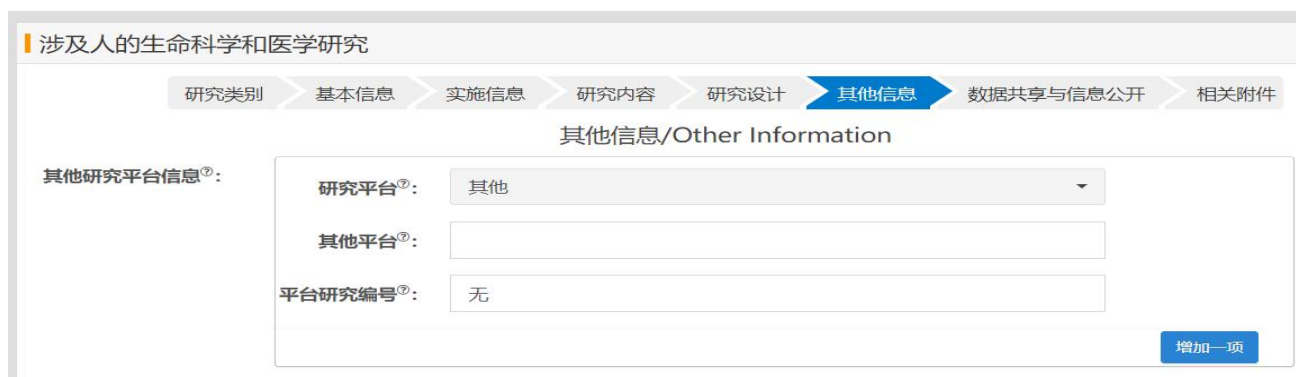 涉及人的生命科学和医学研究
研究类别 基本信息 实施信息 研究内容 研究设计 其他信息 数据共享与信息公开 相关附件
其他信息/Other Information
其他研究平台信息?:
研究平台?: 其他
其他平台?:
平台研究编号?: 无
增加一项